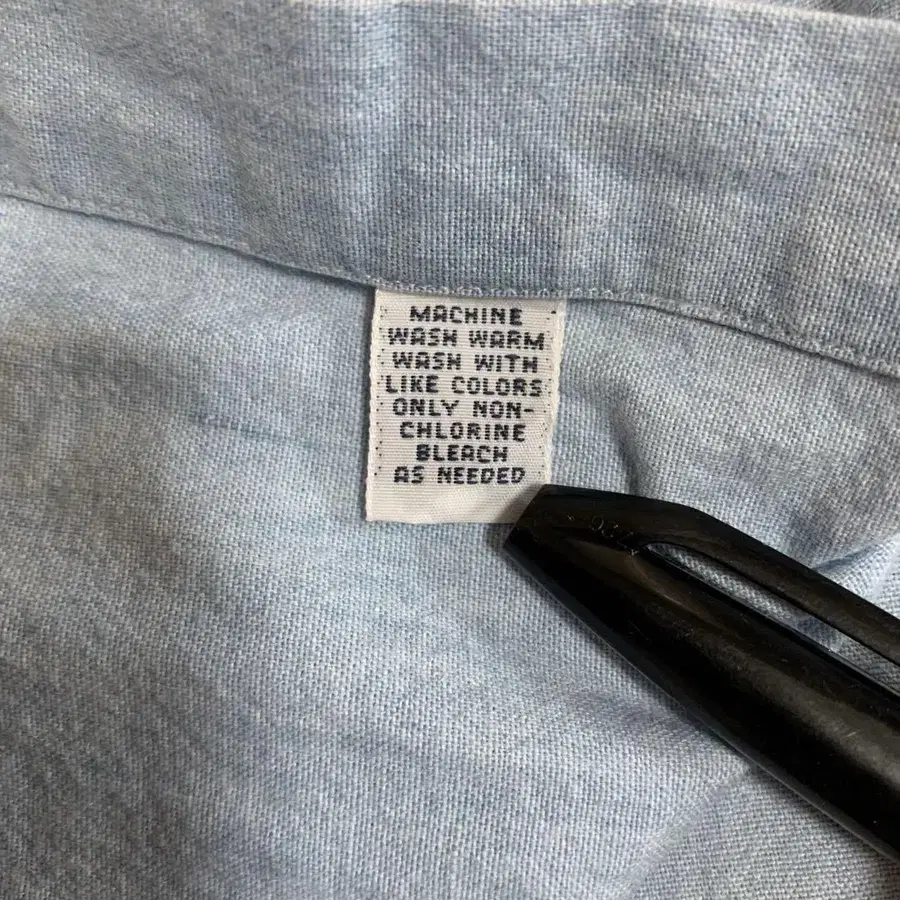 MACHINE
WASH WARM
WASH WITH
LIKE COLORS
ONLY NON-
CHLORINE
BLEACH
AS NEEDED